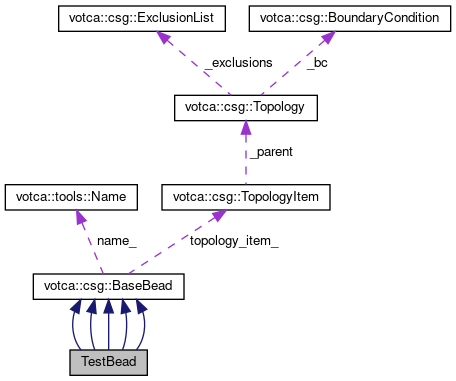 votca::csg::ExclusionList
votca::csg::BoundaryCondition
_exclusions
_bc
votca::csg::Topology
_parent
votca::tools::Name
votca::csg::TopologyItem
name_
topology_item_
votca::csg::BaseBead
TestBead